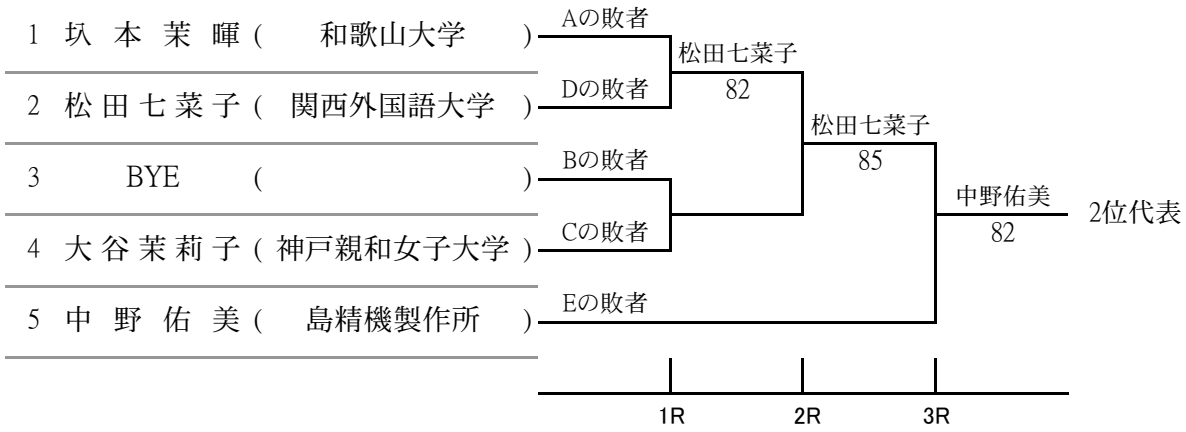 1 圦本茉暉(和歌山大学) Aの敗者
松田七菜子
82
2 松田七菜子(関西外国語大学) Dの敗者
松田七菜子
85
3 BYE ( ) Bの敗者
中野佑美
82
2位代表
4 大谷茉莉子(神戸親和女子大学) Cの敗者
5 中野佑美(島精機製作所) Eの敗者
1R 2R 3R